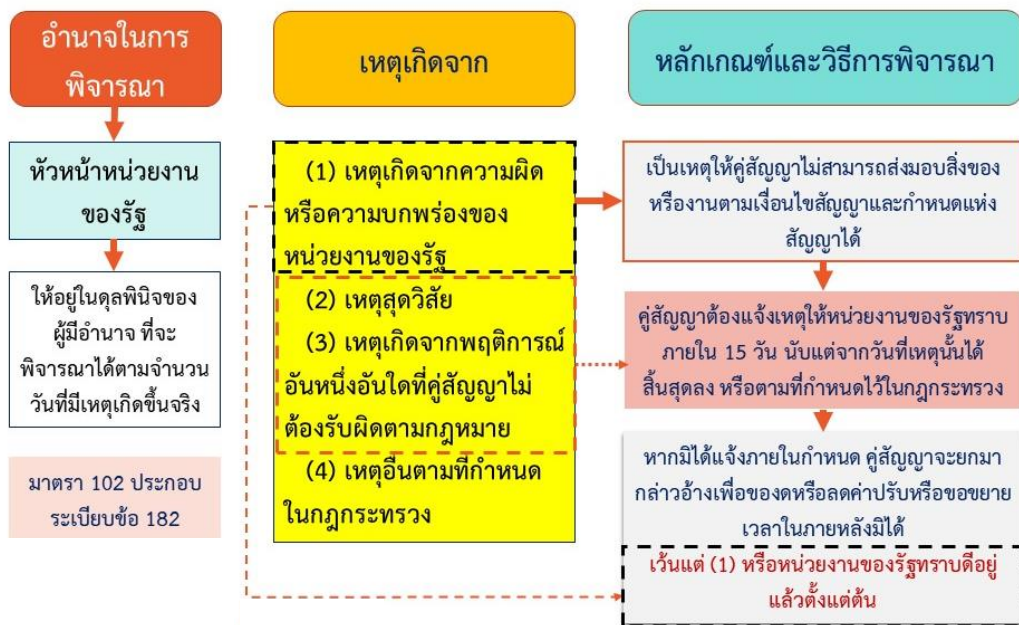 อำนาจในการ
พิจารณา
หัวหน้าหน่วยงาน
ของรัฐ
ให้อยู่ในดุลพินิจของ
ผู้มีอำนาจ ที่จะ
พิจารณาได้ตามจำนวน
วันที่มีเหตุเกิดขึ้นจริง
มาตรา 102 ประกอบ
ระเบียบข้อ 182
เหตุเกิดจาก
(1) เหตุเกิดจากความผิด
หรือความบกพร่องของ
หน่วยงานของรัฐ
(2) เหตุสุดวิสัย
(3) เหตุเกิดจากพฤติการณ์
อันหนึ่งอันใดที่คู่สัญญาไม่
ต้องรับผิดตามกฎหมาย
(4) เหตุอื่นตามที่กำหนด
ในกฎกระทรวง
หลักเกณฑ์และวิธีการพิจารณา
เป็นเหตุให้คู่สัญญาไม่สามารถส่งมอบสิ่งของ
หรืองานตามเงื่อนไขสัญญาและกำหนดแห่ง
สัญญาได้
คู่สัญญาต้องแจ้งเหตุให้หน่วยงานของรัฐทราบ
ภายใน 15 วัน นับแต่จากวันที่เหตุนั้นได้
สิ้นสุดลง หรือตามที่กำหนดไว้ในกฎกระทรวง
หากมิได้แจ้งภายในกำหนด คู่สัญญาจะยกมา
กล่าวอ้างเพื่อของดหรือลดค่าปรับหรือขอขยาย
เวลาในภายหลังมิได้
เว้นแต่ (1) หรือหน่วยงานของรัฐทราบดีอยู่
แล้วตั้งแต่ต้น